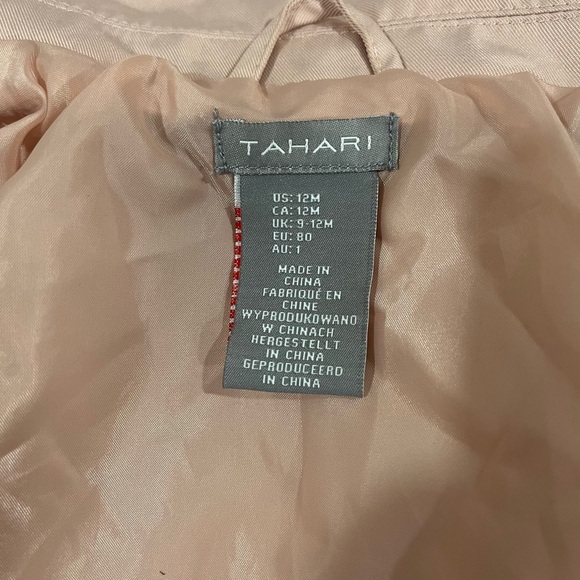 TAHARI
US: 12M
CA: 12M
UK: 9-12M
EU: 80
AU: 1
MADE IN
CHINA
FABRIQUÉ EN
CHINE
WYPRODUKOWANO
W CHINACH
HERGESTELLT
IN CHINA
GEPRODUCEERD
IN CHINA